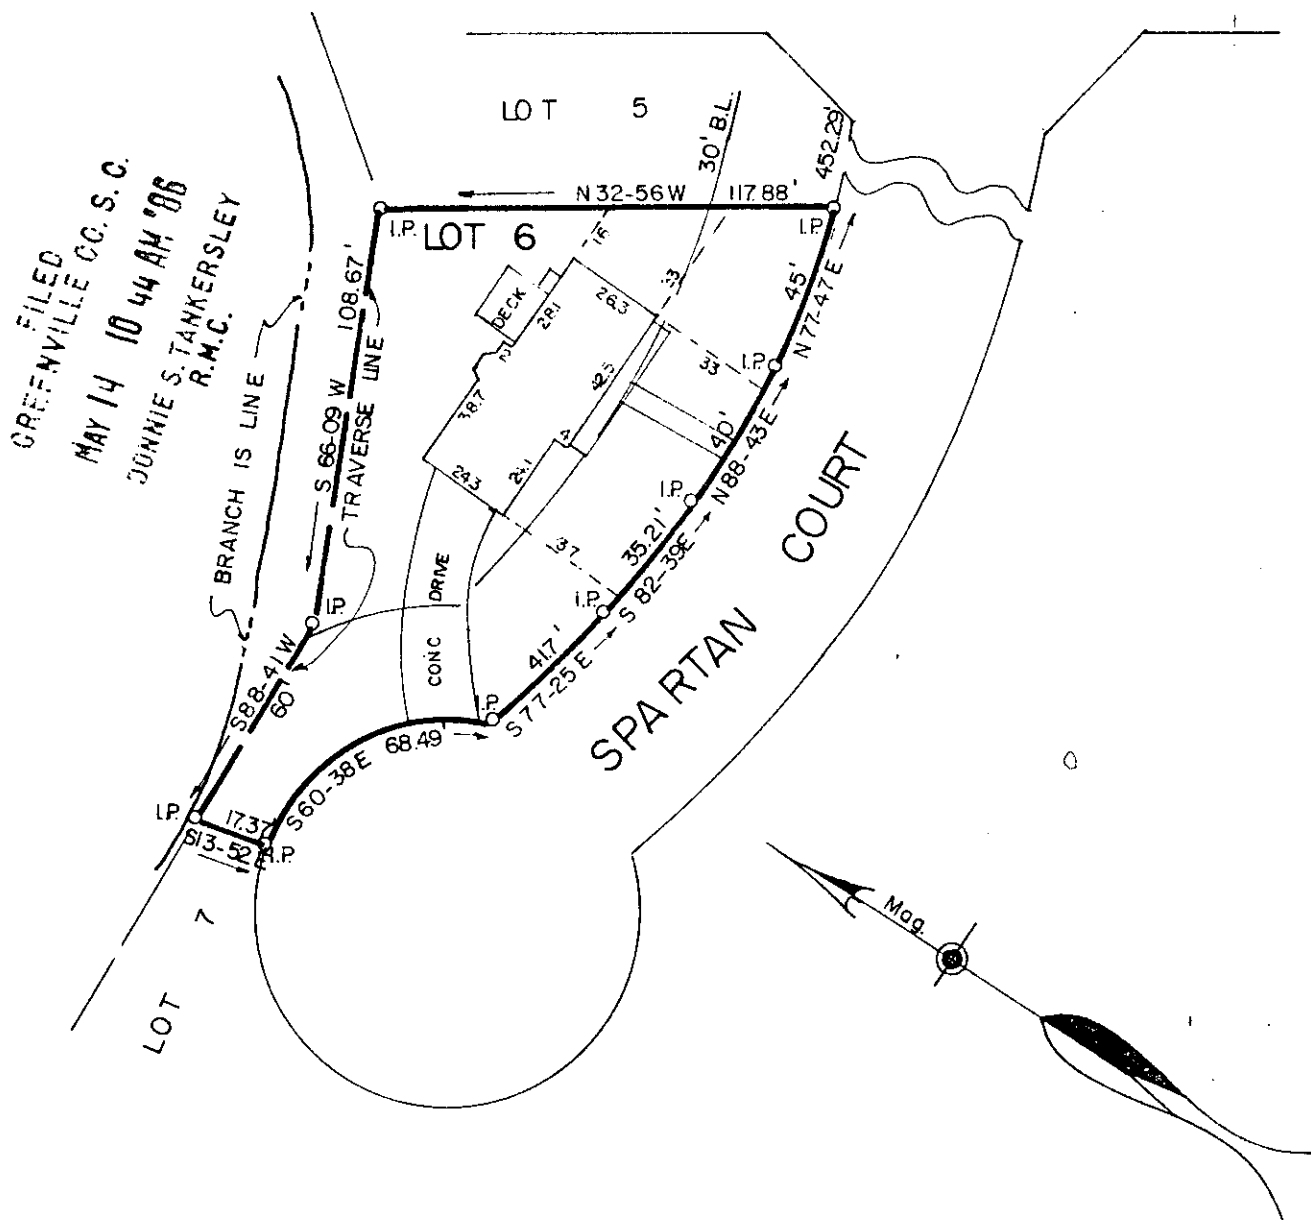 FILED
GREENVILLE CO. S. C.
MAY 14 10 44 AM '86
DONNIE S. TANKERSLEY
R.M.C.
LOT 5
30' B.L.
452.29'
N 32-56 W 117.88'
I.P.
I.P.
LOT 6
16
DECK
28.1
26.3
33
45'
N 77-47 E
108.67'
S 66-09 W
TRAVERSE LINE
BRANCH IS LINE
38.7
42.5
33
I.P.
40'
N 88-43 E
4
24.3
24.1
I.P.
35.21'
S 82-39 E
37
CONC DRIVE
I.P.
I.P.
41.7'
S 77-25 E
SPARTAN COURT
S 88-41 W
60'
I.P.
68.49'
S 60-38 E
I.P.
17.37'
S 13-52 E
I.P.
LOT 7
Mag.